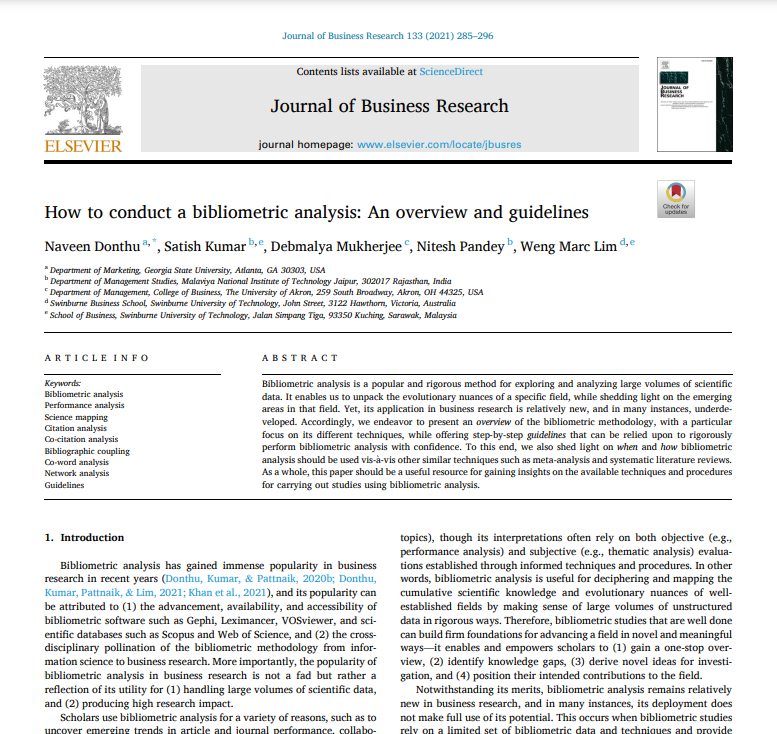 Journal of Business Research 133 (2021) 285–296
Contents lists available at ScienceDirect
Journal of Business Research
journal homepage: www.elsevier.com/locate/jbusres
ELSEVIER
JOURNAL OF
BUSINESS
RESEARCH
Check for
updates
How to conduct a bibliometric analysis: An overview and guidelines
Naveen Donthu a,*, Satish Kumar b,e, Debmalya Mukherjee c, Nitesh Pandey b, Weng Marc Lim d,e
a Department of Marketing, Georgia State University, Atlanta, GA 30303, USA
b Department of Management Studies, Malaviya National Institute of Technology Jaipur, 302017 Rajasthan, India
c Department of Management, College of Business, The University of Akron, 259 South Broadway, Akron, OH 44325, USA
d Swinburne Business School, Swinburne University of Technology, John Street, 3122 Hawthorn, Victoria, Australia
e School of Business, Swinburne University of Technology, Jalan Simpang Tiga, 93350 Kuching, Sarawak, Malaysia
ARTICLE INFO
Keywords:
Bibliometric analysis
Performance analysis
Science mapping
Citation analysis
Co-citation analysis
Bibliographic coupling
Co-word analysis
Network analysis
Guidelines
ABSTRACT
Bibliometric analysis is a popular and rigorous method for exploring and analyzing large volumes of scientific
data. It enables us to unpack the evolutionary nuances of a specific field, while shedding light on the emerging
areas in that field. Yet, its application in business research is relatively new, and in many instances, underde-
veloped. Accordingly, we endeavor to present an overview of the bibliometric methodology, with a particular
focus on its different techniques, while offering step-by-step guidelines that can be relied upon to rigorously
perform bibliometric analysis with confidence. To this end, we also shed light on when and how bibliometric
analysis should be used vis-à-vis other similar techniques such as meta-analysis and systematic literature reviews.
As a whole, this paper should be a useful resource for gaining insights on the available techniques and procedures
for carrying out studies using bibliometric analysis.
1. Introduction
Bibliometric analysis has gained immense popularity in business
research in recent years (Donthu, Kumar, & Pattnaik, 2020b; Donthu,
Kumar, Pattnaik, & Lim, 2021; Khan et al., 2021), and its popularity can
be attributed to (1) the advancement, availability, and accessibility of
bibliometric software such as Gephi, Leximancer, VOSviewer, and sci-
entific databases such as Scopus and Web of Science, and (2) the cross-
disciplinary pollination of the bibliometric methodology from infor-
mation science to business research. More importantly, the popularity of
bibliometric analysis in business research is not a fad but rather a
reflection of its utility for (1) handling large volumes of scientific data,
and (2) producing high research impact.
Scholars use bibliometric analysis for a variety of reasons, such as to
uncover emerging trends in article and journal performance, collabo-
topics), though its interpretations often rely on both objective (e.g.,
performance analysis) and subjective (e.g., thematic analysis) evalua-
tions established through informed techniques and procedures. In other
words, bibliometric analysis is useful for deciphering and mapping the
cumulative scientific knowledge and evolutionary nuances of well-
established fields by making sense of large volumes of unstructured
data in rigorous ways. Therefore, bibliometric studies that are well done
can build firm foundations for advancing a field in novel and meaningful
ways—it enables and empowers scholars to (1) gain a one-stop over-
view, (2) identify knowledge gaps, (3) derive novel ideas for investi-
gation, and (4) position their intended contributions to the field.
Notwithstanding its merits, bibliometric analysis remains relatively
new in business research, and in many instances, its deployment does
not make full use of its potential. This occurs when bibliometric studies
rely on a limited set of bibliometric data and techniques and provide